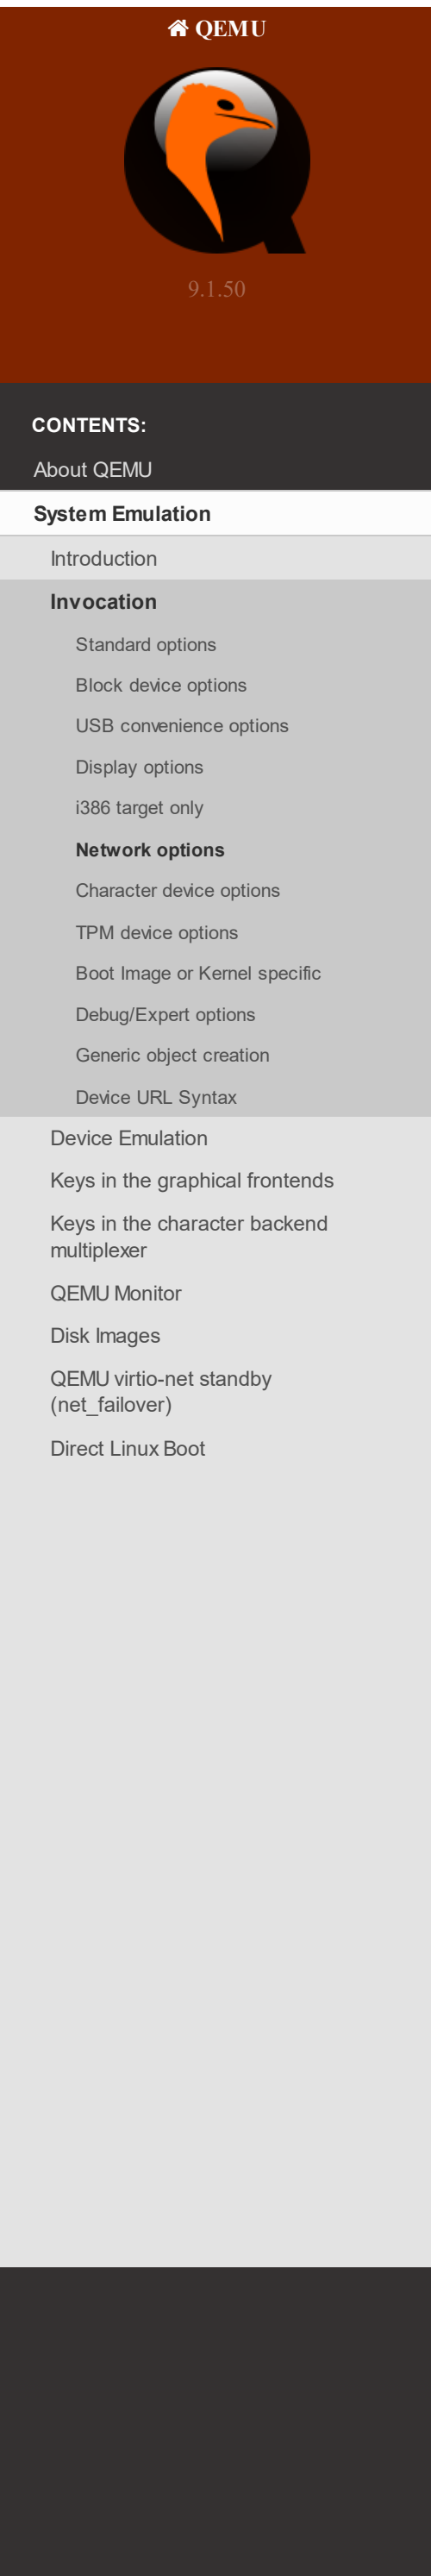 QEMU
9.1.50
CONTENTS:
About QEMU
System Emulation
Introduction
Invocation
Standard options
Block device options
USB convenience options
Display options
i386 target only
Network options
Character device options
TPM device options
Boot Image or Kernel specific
Debug/Expert options
Generic object creation
Device URL Syntax
Device Emulation
Keys in the graphical frontends
Keys in the character backend
multiplexer
QEMU Monitor
Disk Images
QEMU virtio-net standby
(net_failover)
Direct Linux Boot